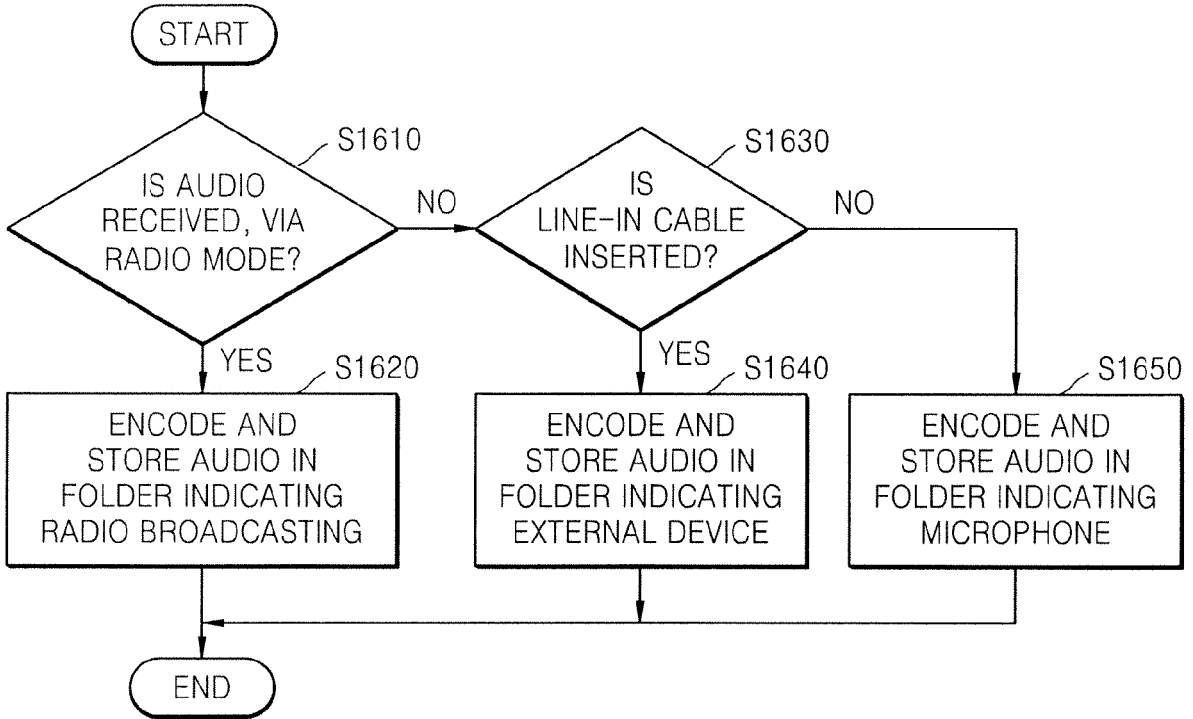 START
S1610
IS AUDIO
RECEIVED, VIA
RADIO MODE?
NO
S1630
IS
LINE-IN CABLE
INSERTED?
NO
YES
S1620
ENCODE AND
STORE AUDIO IN
FOLDER INDICATING
RADIO BROADCASTING
YES
S1640
ENCODE AND
STORE AUDIO IN
FOLDER INDICATING
EXTERNAL DEVICE
S1650
ENCODE AND
STORE AUDIO IN
FOLDER INDICATING
MICROPHONE
END